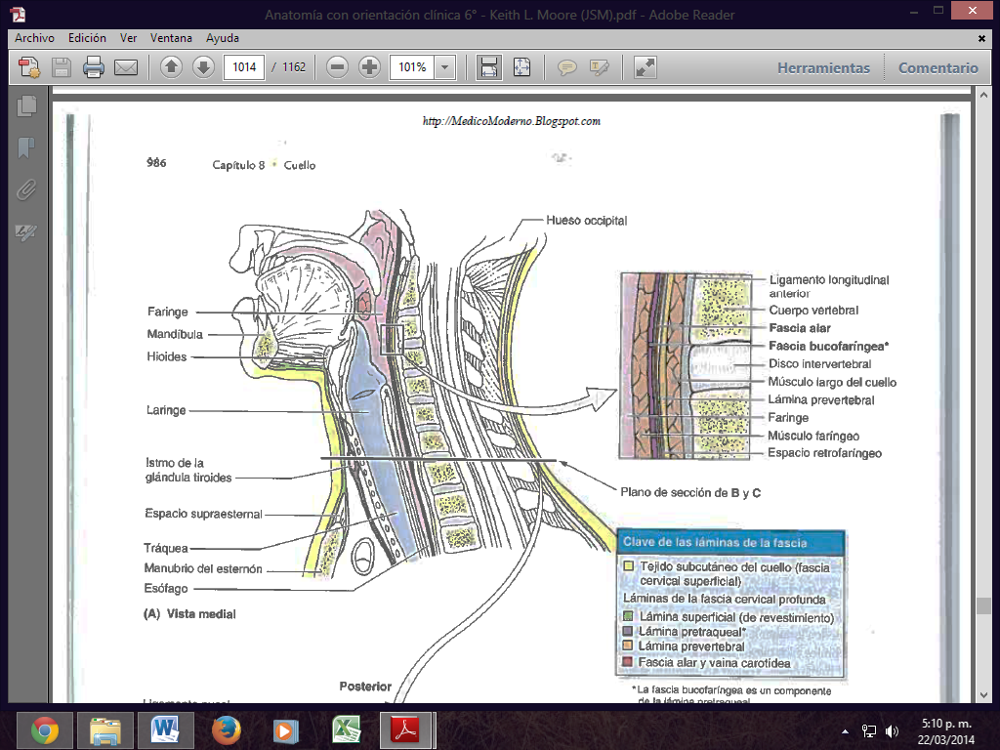 Anatomía con orientación clínica 6° - Keith L. Moore (JSM).pdf - Adobe Reader
Archivo Edición Ver Ventana Ayuda
1014 / 1162 101% Herramientas Comentario
http://MedicoModerno.Blogspot.com
986 Capítulo 8 • Cuello
Hueso occipital
Faringe
Mandíbula
Hioides
Laringe
Istmo de la
glándula tiroides
Espacio supraesternal
Tráquea
Manubrio del esternón
Esófago
(A) Vista medial
Ligamento longitudinal
anterior
Cuerpo vertebral
Fascia alar
Fascia bucofaríngea*
Disco intervertebral
Músculo largo del cuello
Lámina prevertebral
Faringe
Músculo faríngeo
Espacio retrofaríngeo
Plano de sección de B y C
Clave de las láminas de la fascia
Tejido subcutáneo del cuello (fascia
cervical superficial)
Láminas de la fascia cervical profunda
Lámina superficial (de revestimiento)
Lámina pretraqueal*
Lámina prevertebral
Fascia alar y vaina carotídea
*La fascia bucofaríngea es un componente
de la lámina pretraqueal
Posterior
5:10 p. m.
22/03/2014